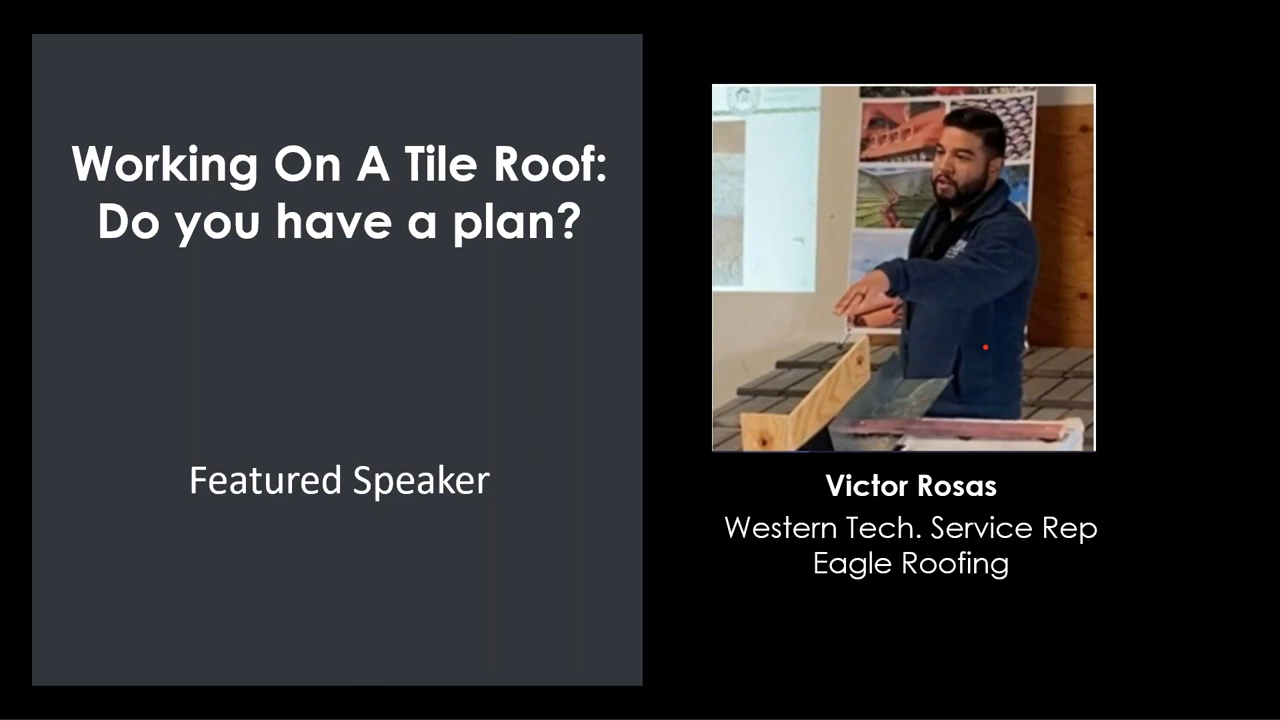 Working On A Tile Roof:
Do you have a plan?
Featured Speaker
Victor Rosas
Western Tech. Service Rep
Eagle Roofing